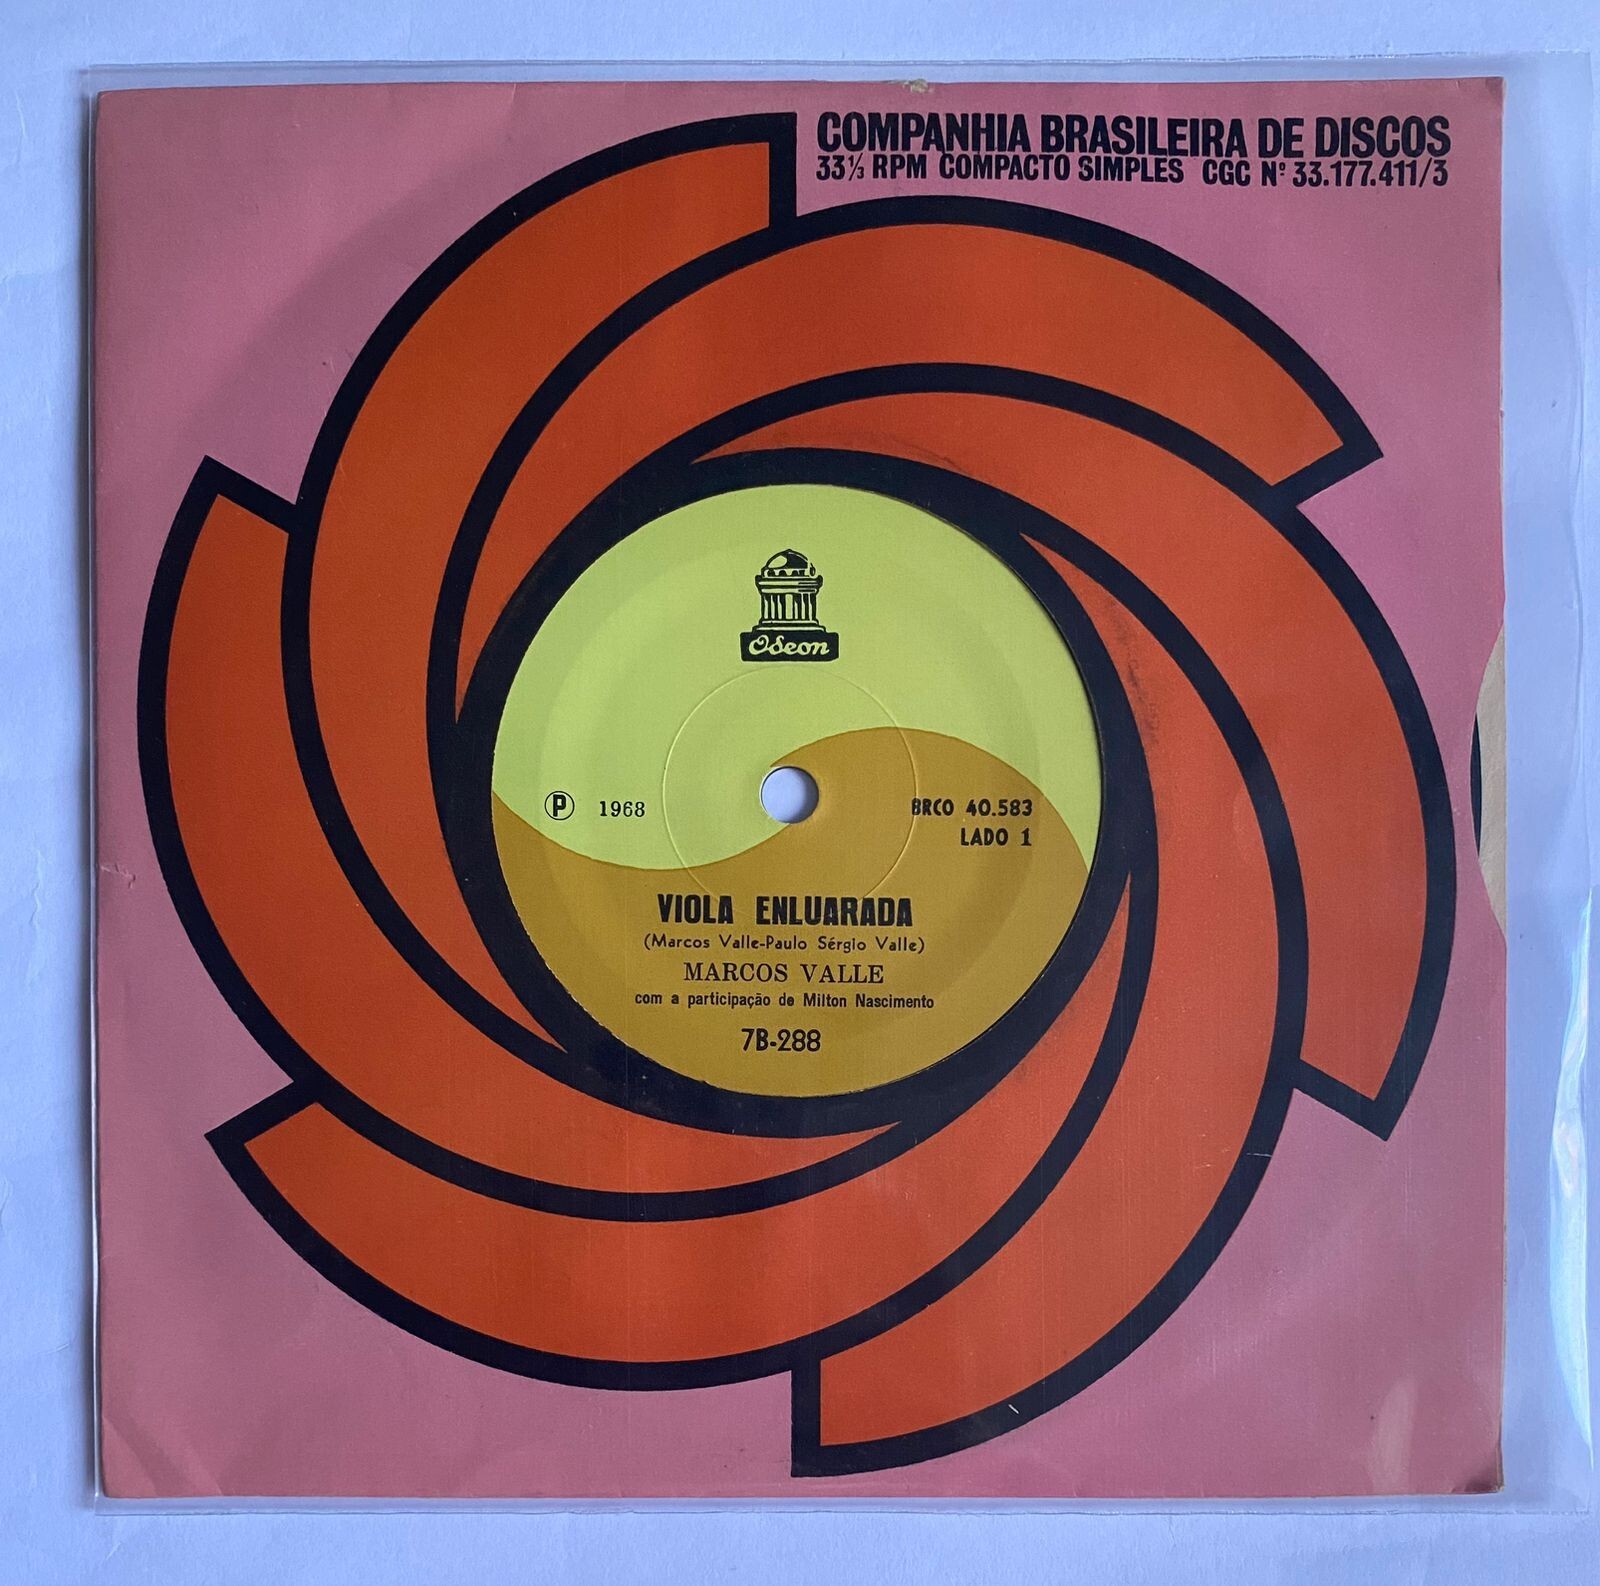 COMPANHIA BRASILEIRA DE DISCOS
33⅓ RPM COMPACTO SIMPLES CGC Nº 33.177.411/3
Odeon
Ⓟ 1968
BRCO 40.583
LADO 1
VIOLA ENLUARADA
(Marcos Valle-Paulo Sérgio Valle)
MARCOS VALLE
com a participação de Milton Nascimento
7B-288